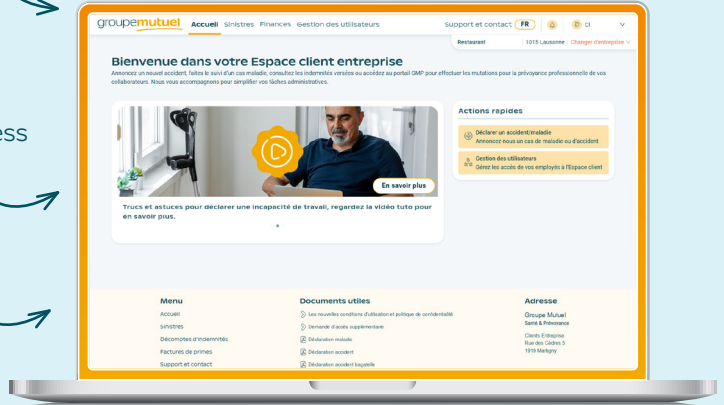 groupemutuel Accueil Sinistres Finances Gestion des utilisateurs Support et contact FR cl
Restaurant 1015 Lausanne Changer d'entreprise
Bienvenue dans votre Espace client entreprise
Annoncez un nouvel accident, faites le suivi d'un cas maladie, consultez les indemnités versées ou accédez au portail GMP pour effectuer les mutations pour la prévoyance professionnelle de vos
collaborateurs. Nous vous accompagnons pour simplifier vos tâches administratives.
ess
En savoir plus
Trucs et astuces pour déclarer une incapacité de travail, regardez la vidéo tuto pour
en savoir plus.
Actions rapides
Déclarer un accident/maladie
Annoncez nous un cas de maladie ou d'accident
Gestion des utilisateurs
Gérez les accès de vos employés à l'Espace client
Menu
Accueil
Sinistres
Décomptes d'indemnités
Factures de primes
Support et contact
Documents utiles
Les nouvelles conditions d'utilisation et politique de confidentialité
Demande d'accès supplémentaire
Déclaration maladie
Déclaration accident
Déclaration accident bagatelle
Adresse
Groupe Mutuel
Santé & Prévoyance
Clients Entreprise
Rue des Cèdres 5
1919 Martigny